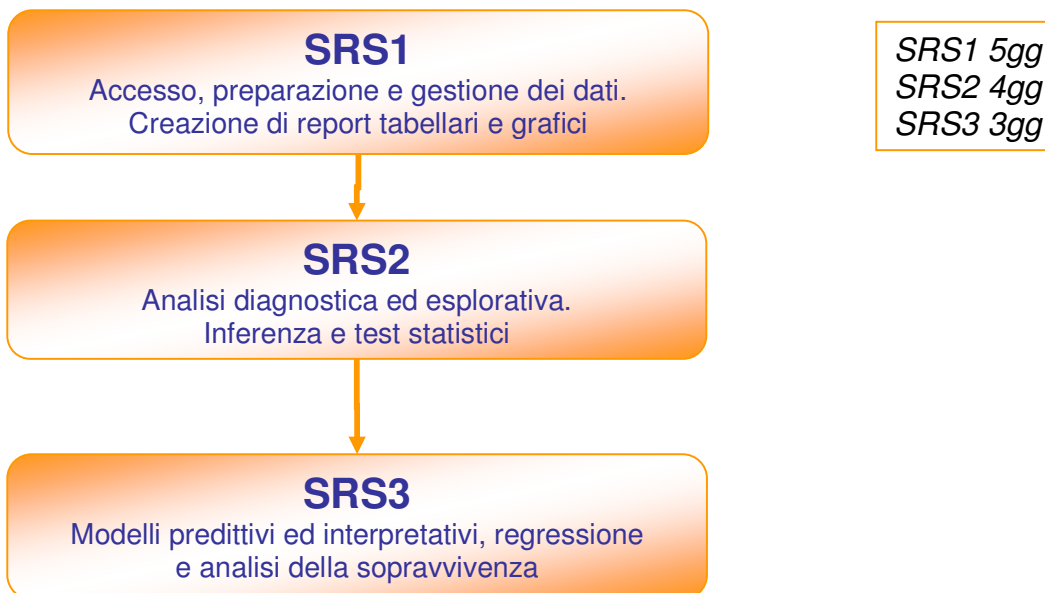 SRS1
Accesso, preparazione e gestione dei dati.
Creazione di report tabellari e grafici
SRS1 5gg
SRS2 4gg
SRS3 3gg
SRS2
Analisi diagnostica ed esplorativa.
Inferenza e test statistici
SRS3
Modelli predittivi ed interpretativi, regressione
e analisi della sopravvivenza